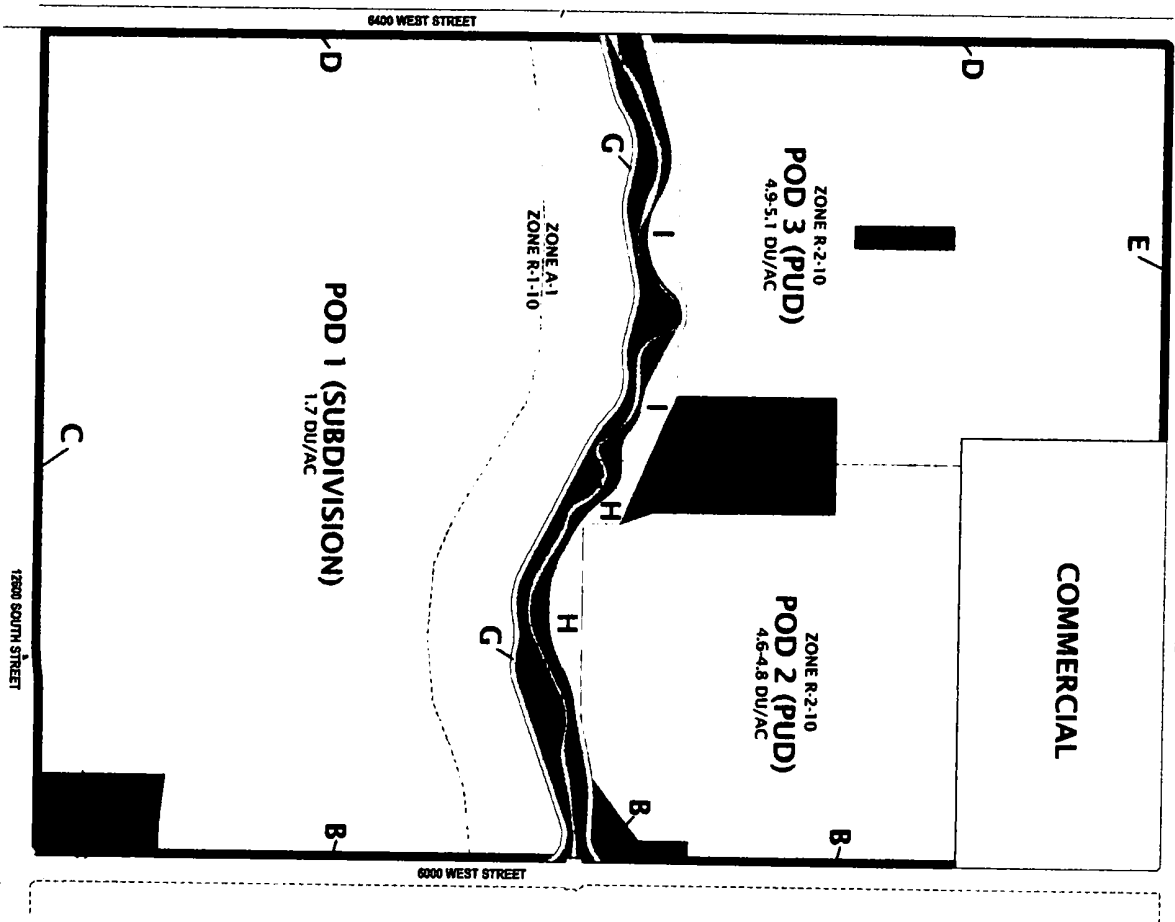 6400 WEST STREET
D
D
G
ZONE R-2-10
POD 3 (PUD)
4.9-5.1 DU/AC
E
I
ZONE A-1
ZONE R-1-10
POD 1 (SUBDIVISION)
1.7 DU/AC
I
C
H
COMMERCIAL
12600 SOUTH STREET
H
G
ZONE R-2-10
POD 2 (PUD)
4.6-4.8 DU/AC
B
B
B
6000 WEST STREET